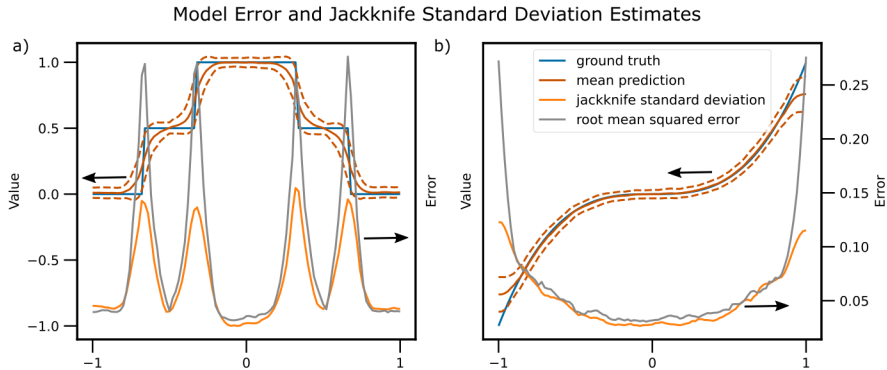 Model Error and Jackknife Standard Deviation Estimates
a)
b)
1.0
0.5
0.0
−0.5
−1.0
Value
Error
−1
0
1
ground truth
mean prediction
jackknife standard deviation
root mean squared error
Value
0.25
0.20
0.15
0.10
0.05
Error
−1
0
1